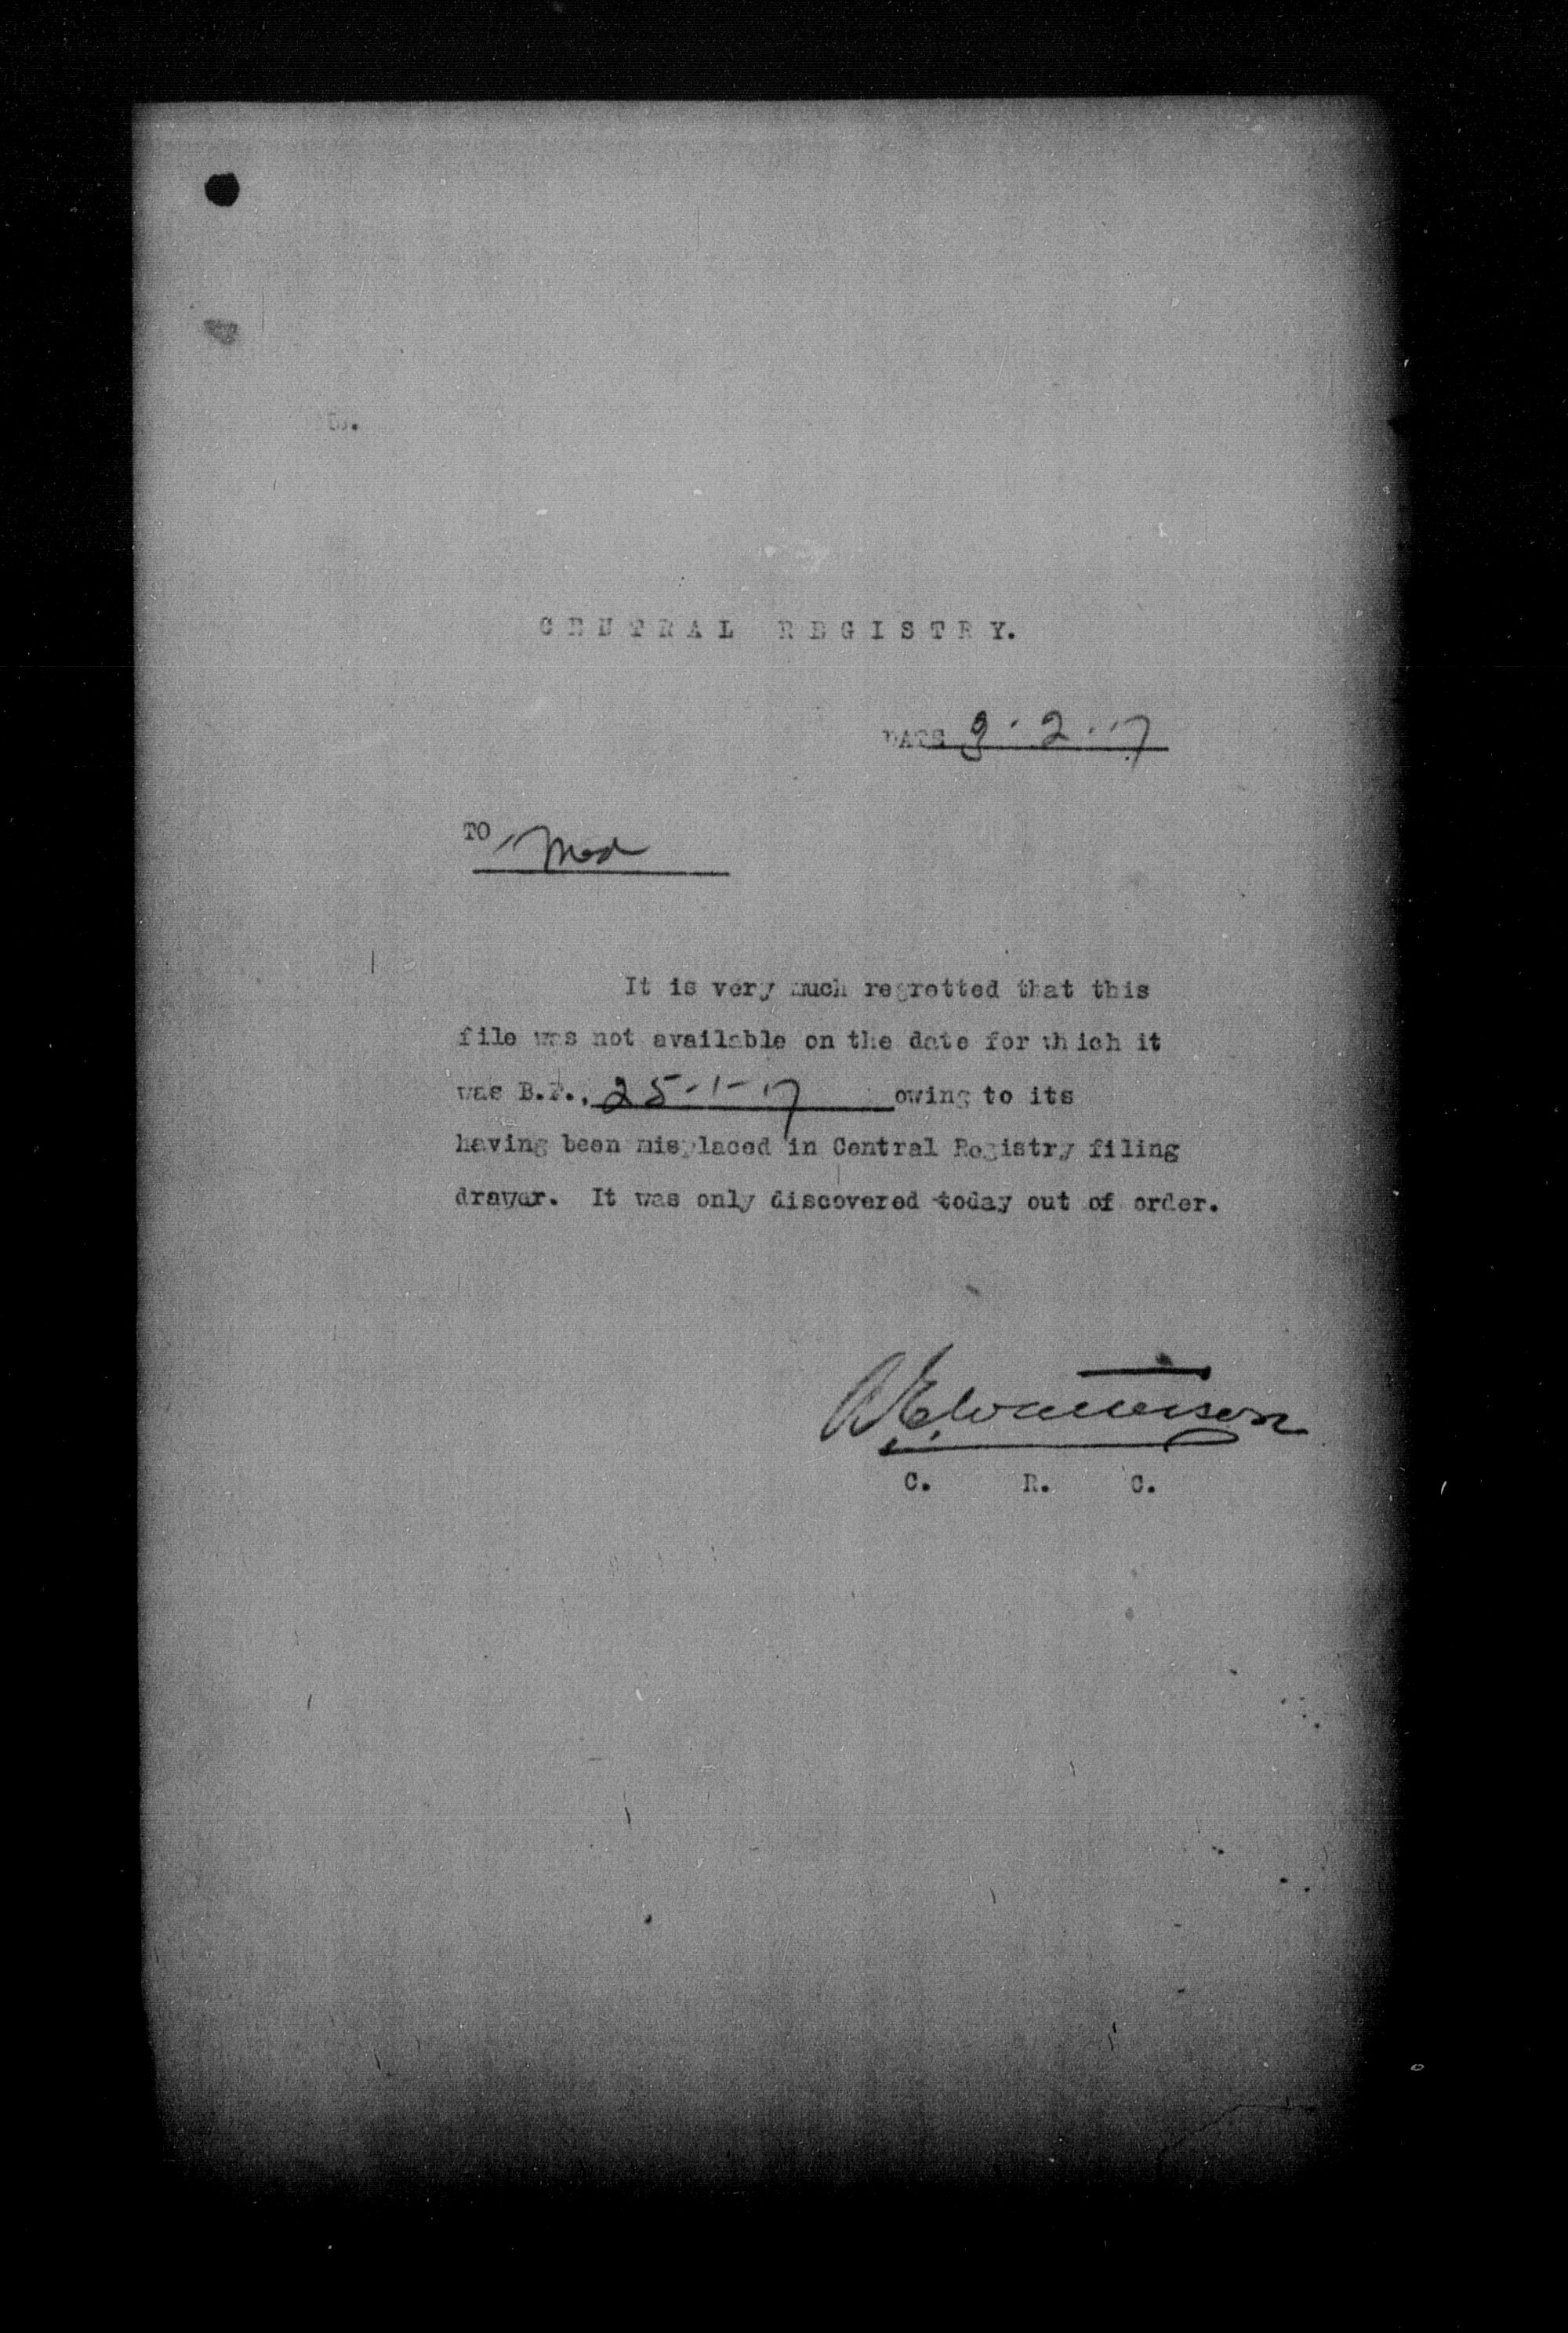 CENTRAL REGISTRY.
DATE 9.2.17
TO Med
It is very much regretted that this
file was not available on the date for which it
was B.F., 25-1-17 owing to its
having been misplaced in Central Registry filing
drawer. It was only discovered today out of order.
C. R. C.